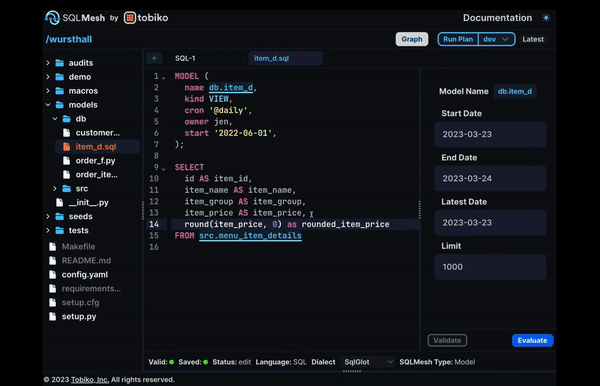 SQLMesh by tobiko
Documentation
/wursthall
Graph
Run Plan
dev
Latest
audits
demo
macros
models
db
customer...
item_d.sql
order_f.py
order_ite...
src
__init__.py
seeds
tests
Makefile
README.md
config.yaml
requirements...
setup.cfg
setup.py
+ SQL-1 item_d.sql
1 MODEL (
2 name db.item_d,
3 kind VIEW,
4 cron '@daily',
5 owner jen,
6 start '2022-06-01',
7 );
8
9 SELECT
10 id AS item_id,
11 item_name AS item_name,
12 item_group AS item_group,
13 item_price AS item_price,
14 round(item_price, 0) as rounded_item_price
15 FROM src.menu_item_details
16
Model Name db.item_d
Start Date
2023-03-23
End Date
2023-03-24
Latest Date
2023-03-23
Limit
1000
Validate
Evaluate
Valid: Saved: Status: edit Language: SQL Dialect SqlGlot SQLMesh Type: Model
© 2023 Tobiko, Inc. All rights reserved.